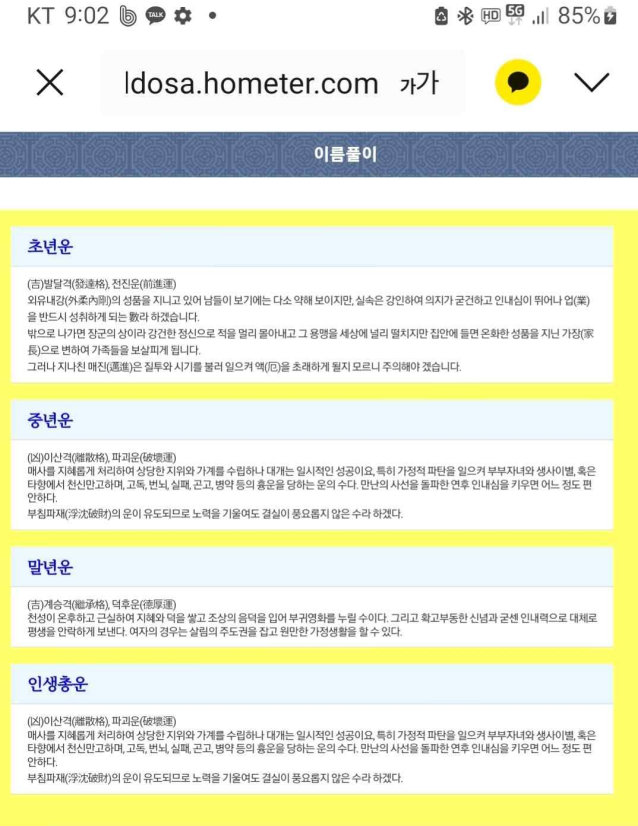 KT 9:02 TALK HD 5G 85%
ldosa.hometer.com 가가
이름풀이
초년운
(吉)발달격(發達格), 전진운(前進運)
외유내강(外柔內剛)의 성품을 지니고 있어 남들이 보기에는 다소 약해 보이지만, 실속은 강인하여 의지가 굳건하고 인내심이 뛰어나 업(業)
을 반드시 성취하게 되는 數라 하겠습니다.
밖으로 나가면 장군의 상이라 강건한 정신으로 적을 멀리 몰아내고 그 용맹을 세상에 널리 떨치지만 집안에 들면 온화한 성품을 지닌 가장(家
長)으로 변하여 가족들을 보살피게 됩니다.
그러나 지나친 매진(邁進)은 질투와 시기를 불러 일으켜 액(厄)을 초래하게 될지 모르니 주의해야 겠습니다.
중년운
(凶)이산격(離散格), 파괴운(破壞運)
매사를 지혜롭게 처리하여 상당한 지위와 가계를 수립하나 대개는 일시적인 성공이요, 특히 가정적 파탄을 일으켜 부부자녀와 생사이별, 혹은
타향에서 천신만고하며, 고독, 번뇌, 실패, 곤고, 병약 등의 흉운을 당하는 운의 수다. 만난의 사선을 돌파한 연후 인내심을 키우면 어느 정도 편
안하다.
부침파재(浮沈破財)의 운이 유도되므로 노력을 기울여도 결실이 풍요롭지 않은 수라 하겠다.
말년운
(吉)계승격(繼承格), 덕후운(德厚運)
천성이 온후하고 근실하여 지혜와 덕을 쌓고 조상의 음덕을 입어 부귀영화를 누릴 수이다. 그리고 확고부동한 신념과 굳센 인내력으로 대체로
평생을 안락하게 보낸다. 여자의 경우는 살림의 주도권을 잡고 원만한 가정생활을 할 수 있다.
인생총운
(凶)이산격(離散格), 파괴운(破壞運)
매사를 지혜롭게 처리하여 상당한 지위와 가계를 수립하나 대개는 일시적인 성공이요, 특히 가정적 파탄을 일으켜 부부자녀와 생사이별, 혹은
타향에서 천신만고하며, 고독, 번뇌, 실패, 곤고, 병약 등의 흉운을 당하는 운의 수다. 만난의 사선을 돌파한 연후 인내심을 키우면 어느 정도 편
안하다.
부침파재(浮沈破財)의 운이 유도되므로 노력을 기울여도 결실이 풍요롭지 않은 수라 하겠다.